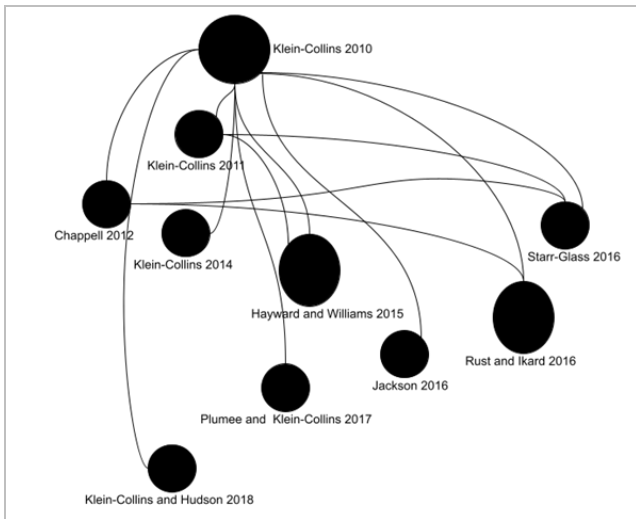 Klein-Collins 2010
Klein-Collins 2011
Chappell 2012
Starr-Glass 2016
Klein-Collins 2014
Hayward and Williams 2015
Rust and Ikard 2016
Jackson 2016
Plumee and  Klein-Collins 2017
Klein-Collins and Hudson 2018